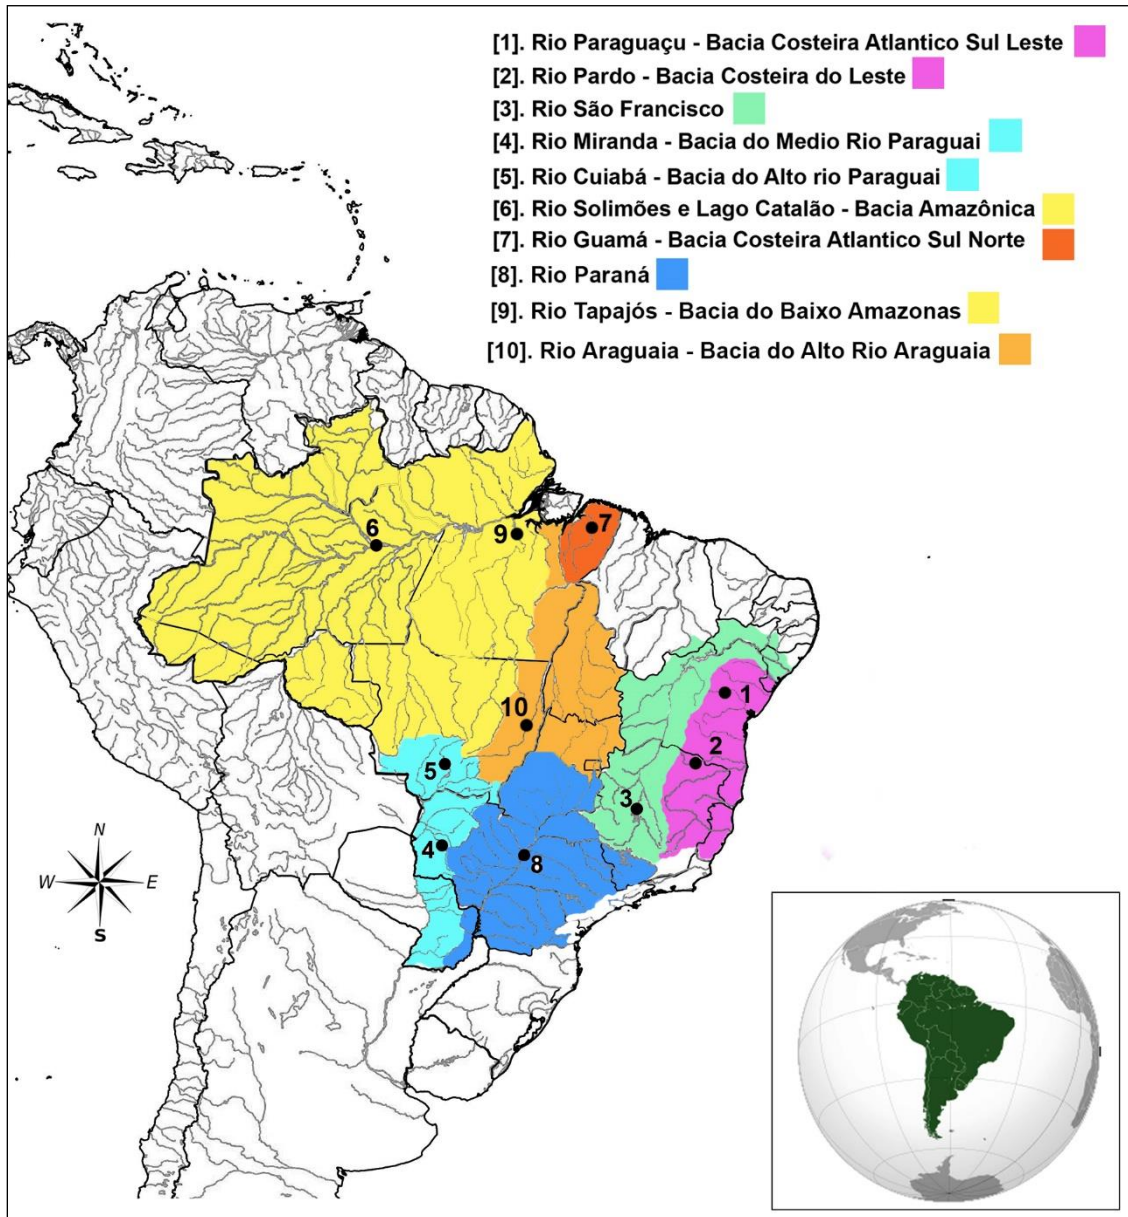 [1]. Rio Paraguaçu - Bacia Costeira Atlantico Sul Leste
[2]. Rio Pardo - Bacia Costeira do Leste
[3]. Rio São Francisco
[4]. Rio Miranda - Bacia do Medio Rio Paraguai
[5]. Rio Cuiabá - Bacia do Alto rio Paraguai
[6]. Rio Solimões e Lago Catalão - Bacia Amazônica
[7]. Rio Guamá - Bacia Costeira Atlantico Sul Norte
[8]. Rio Paraná
[9]. Rio Tapajós - Bacia do Baixo Amazonas
[10]. Rio Araguaia - Bacia do Alto Rio Araguaia
7
9
6
1
10
2
5
3
4
8
N
W E
S